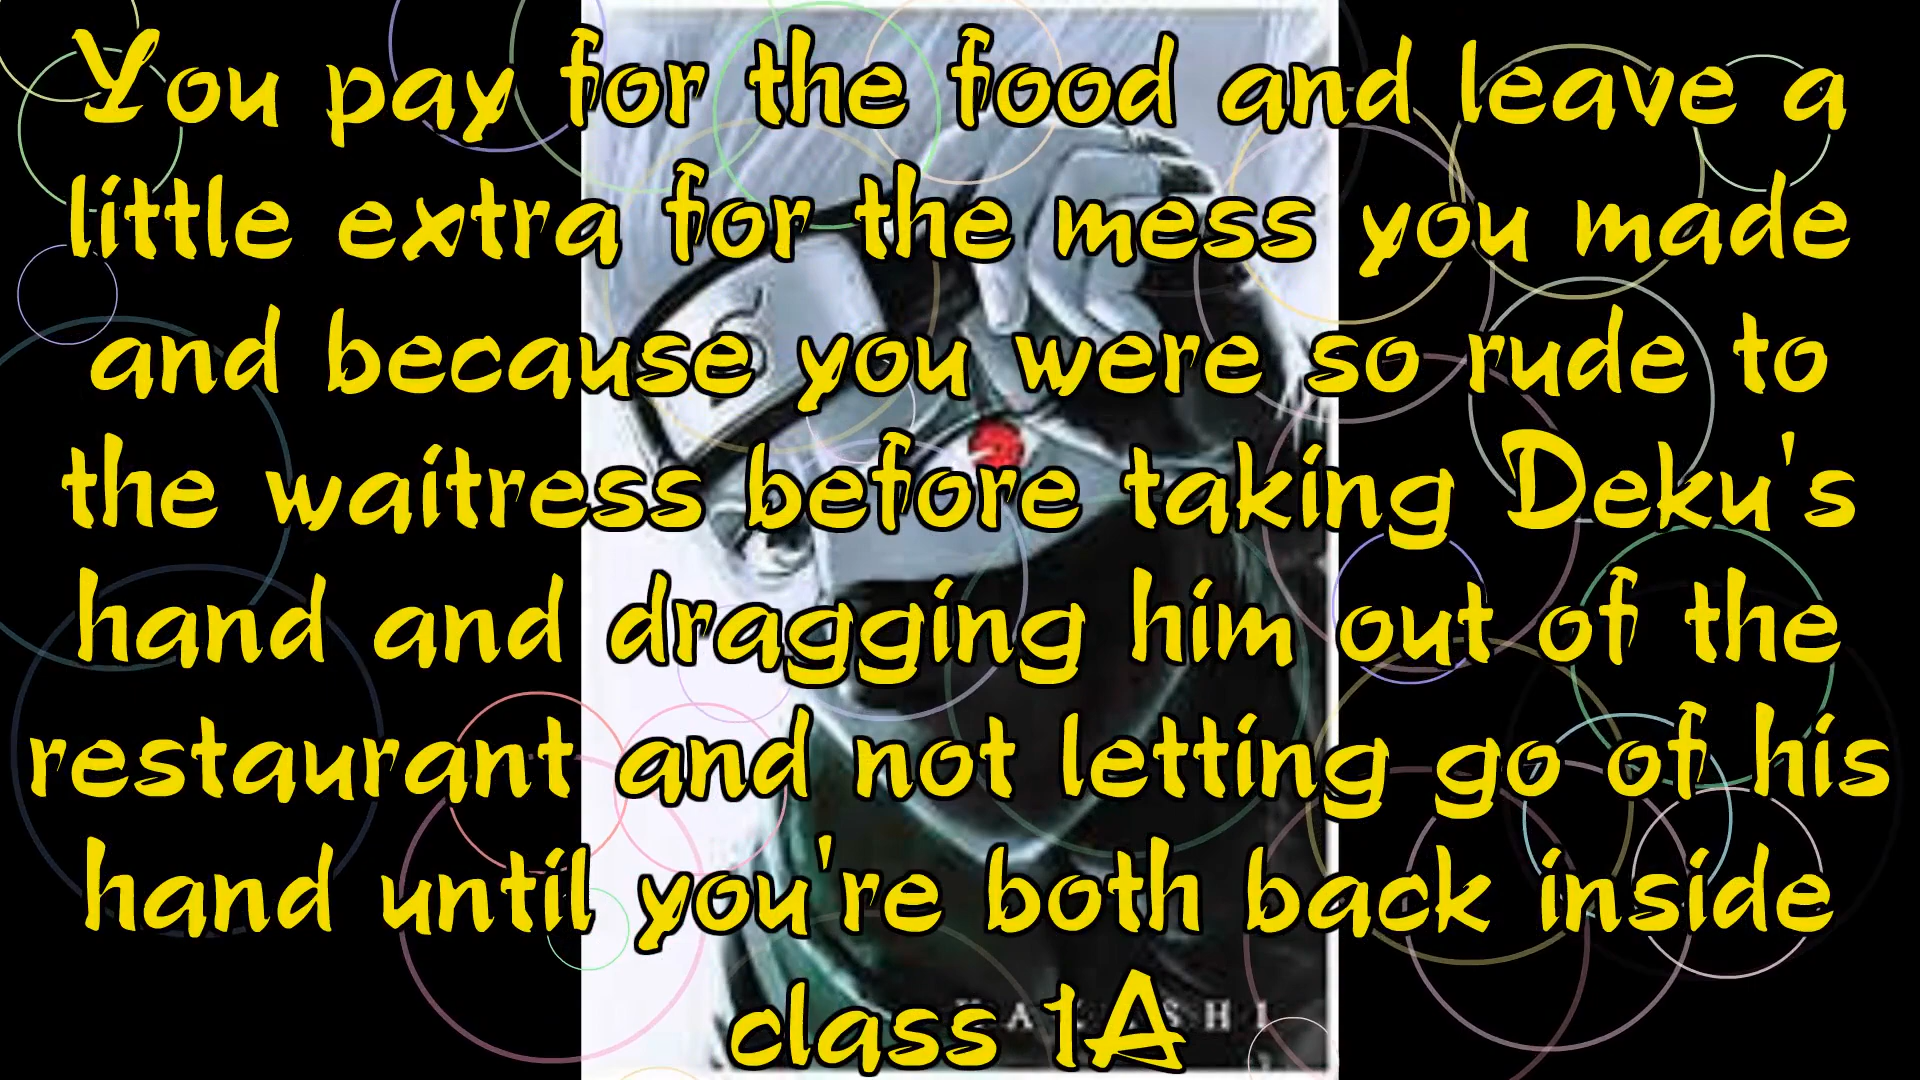 You pay for the food and leave a
little extra for the mess you made
and because you were so rude to
the waitress before taking Deku's
hand and dragging him out of the
restaurant and not letting go of his
hand until you're both back inside
class 1A
KAKASHI